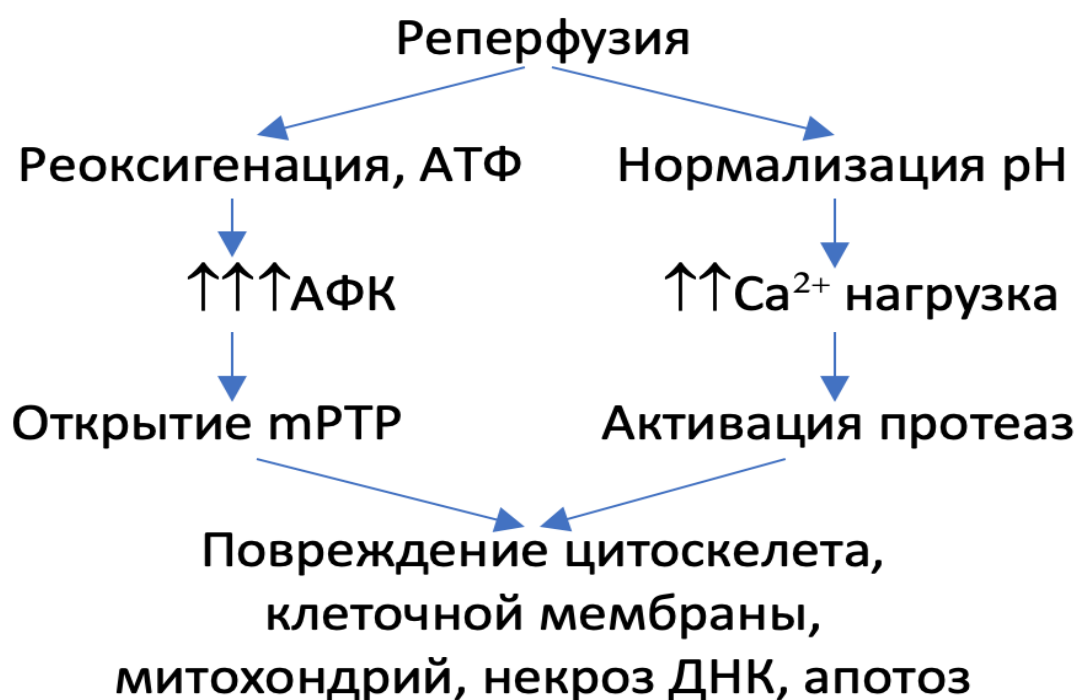 Реперфузия
Реоксигенация, АТФ
Нормализация pH
↑↑↑АФК
↑↑Ca²⁺ нагрузка
Открытие mPTP
Активация протеаз
Повреждение цитоскелета,
клеточной мембраны,
митохондрий, некроз ДНК, апотоз